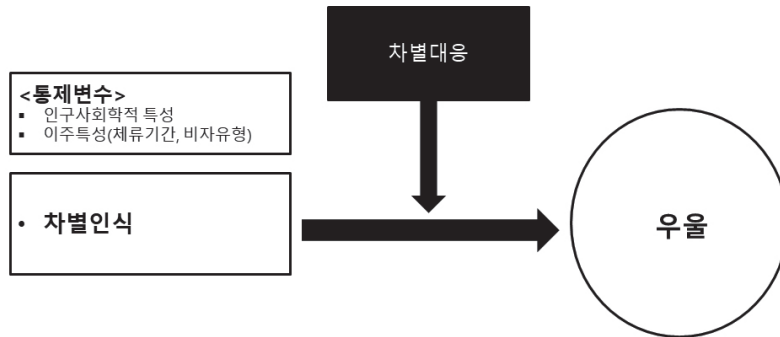 차별대응
<통제변수>
▪ 인구사회학적 특성
▪ 이주특성(체류기간, 비자유형)
• 차별인식
우울